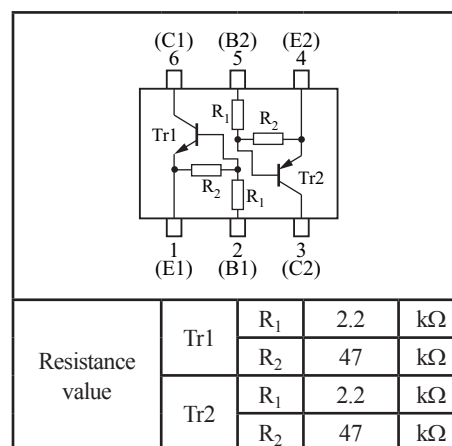 (C1) (B2) (E2)
6 5 4
R1
R2
Tr1
Tr2
R2
R1
1 2 3
(E1) (B1) (C2)
Resistance value
Tr1
R1 2.2 kΩ
R2 47 kΩ
Tr2
R1 2.2 kΩ
R2 47 kΩ